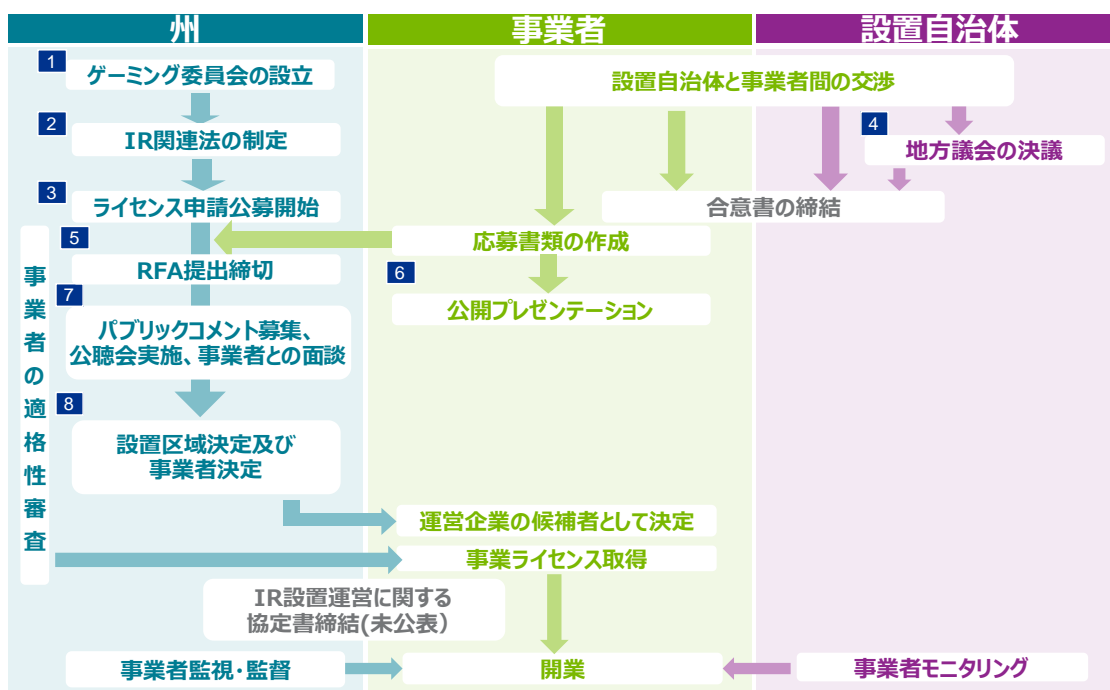 州
事業者
設置自治体
1
ゲーミング委員会の設立
設置自治体と事業者間の交渉
2
IR関連法の制定
4
地方議会の決議
3
ライセンス申請公募開始
合意書の締結
5
応募書類の作成
RFA提出締切
6
事業者の適格性審査
7
公開プレゼンテーション
パブリックコメント募集、
公聴会実施、事業者との面談
8
設置区域決定及び
事業者決定
運営企業の候補者として決定
事業ライセンス取得
IR設置運営に関する
協定書締結(未公表）
事業者監視・監督
開業
事業者モニタリング